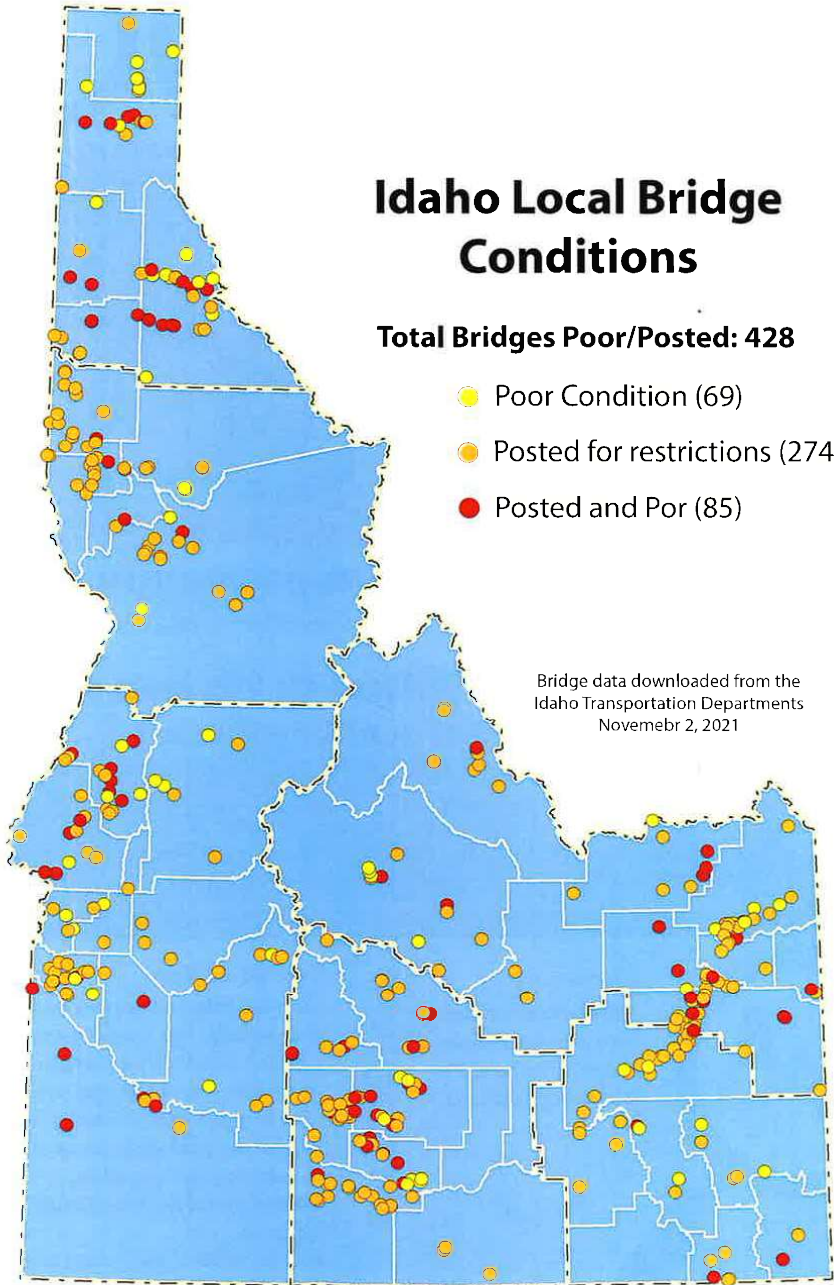 Idaho Local Bridge
Conditions
Total Bridges Poor/Posted: 428
Poor Condition (69)
Posted for restrictions (274
Posted and Por (85)
Bridge data downloaded from the
Idaho Transportation Departments
Novemebr 2, 2021